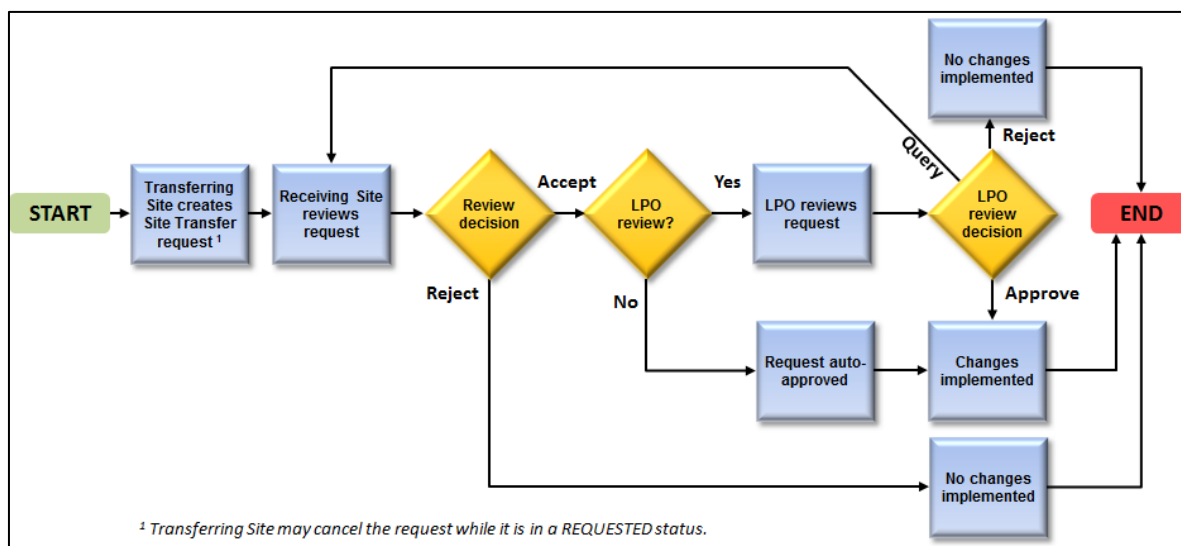 No changes
implemented
Reject
Query
START
Transferring
Site creates
Site Transfer
request ¹
Receiving Site
reviews
request
Review
decision
Accept
LPO
review?
Yes
LPO reviews
request
LPO
review
decision
END
Reject
No
Approve
Request auto-
approved
Changes
implemented
No changes
implemented
¹ Transferring Site may cancel the request while it is in a REQUESTED status.